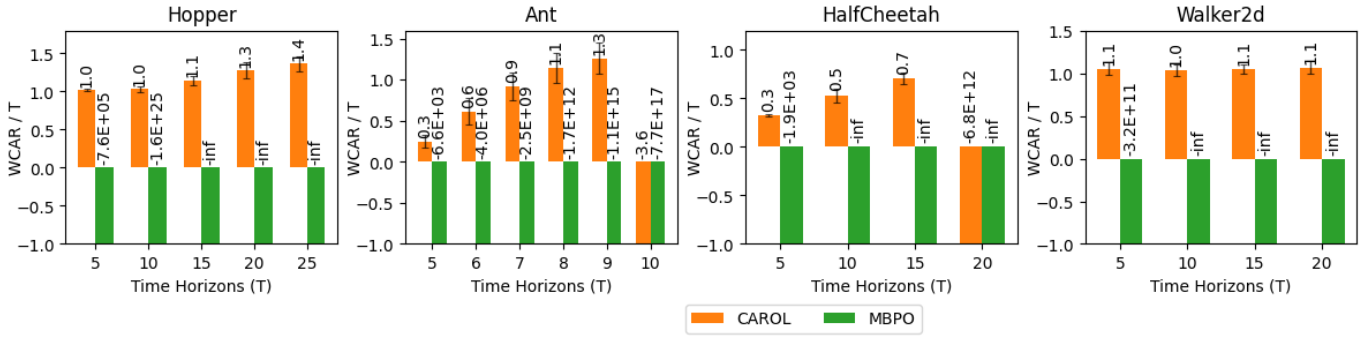 Hopper
WCAR / T
1.5
1.0
0.5
0.0
−0.5
−1.0
1.0
-7.6E+05
1.0
-1.6E+25
1.1
-inf
1.3
-inf
1.4
-inf
5 10 15 20 25
Time Horizons (T)
Ant
WCAR / T
1.5
1.0
0.5
0.0
−0.5
−1.0
0.3
-6.6E+03
0.6
-4.0E+06
0.9
-2.5E+09
1.1
-1.7E+12
1.3
-1.1E+15
-3.6
-7.7E+17
5 6 7 8 9 10
Time Horizons (T)
HalfCheetah
WCAR / T
1.0
0.5
0.0
−0.5
−1.0
0.3
-1.9E+03
0.5
-inf
0.7
-inf
-6.8E+12
-inf
5 10 15 20
Time Horizons (T)
Walker2d
WCAR / T
1.5
1.0
0.5
0.0
−0.5
−1.0
1.1
-3.2E+11
1.0
-inf
1.1
-inf
1.1
-inf
5 10 15 20
Time Horizons (T)
CAROL MBPO